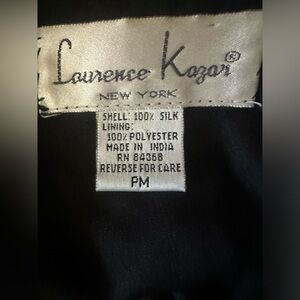 Laurence Kazar®
NEW YORK
SHELL: 100% SILK
LINING:
100% POLYESTER
MADE IN INDIA
RN 84368
REVERSE FOR CARE
PM